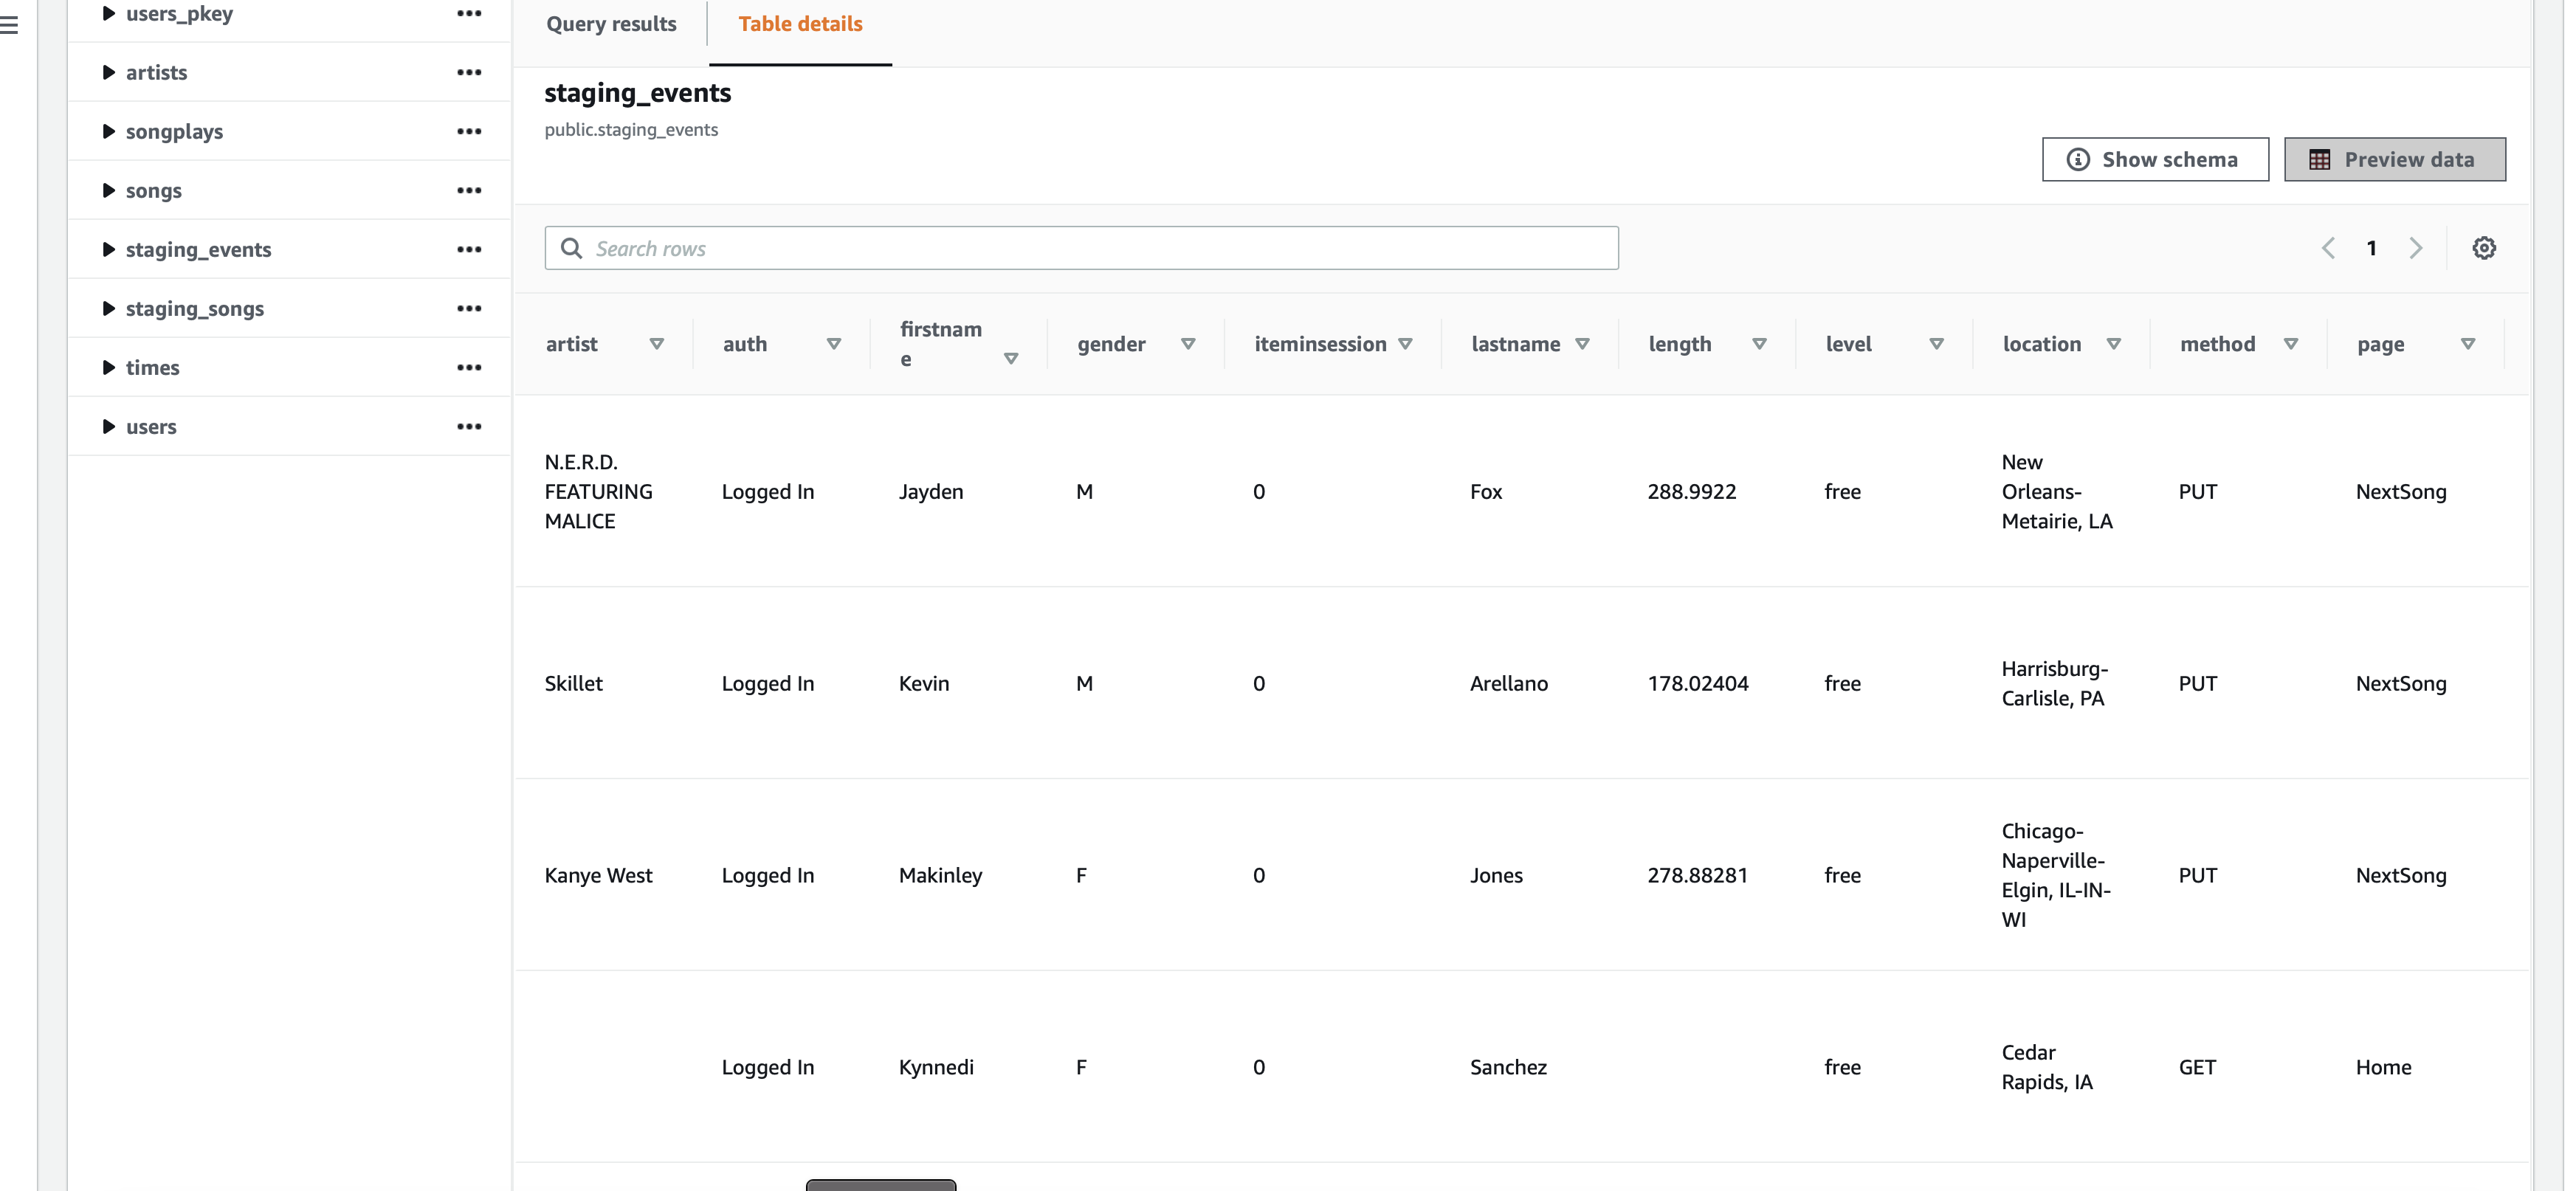 users_pkey
artists
songplays
songs
staging_events
staging_songs
times
users
Query results
Table details
staging_events
public.staging_events
Show schema
Preview data
Search rows
1
artist auth firstnam
e gender iteminsession lastname length level location method page
N.E.R.D.
FEATURING
MALICE
Logged In Jayden M 0 Fox 288.9922 free
New
Orleans-
Metairie, LA
PUT NextSong
Skillet Logged In Kevin M 0 Arellano 178.02404 free
Harrisburg-
Carlisle, PA
PUT NextSong
Kanye West Logged In Makinley F 0 Jones 278.88281 free
Chicago-
Naperville-
Elgin, IL-IN-
WI
PUT NextSong
Logged In Kynnedi F 0 Sanchez free
Cedar
Rapids, IA
GET Home